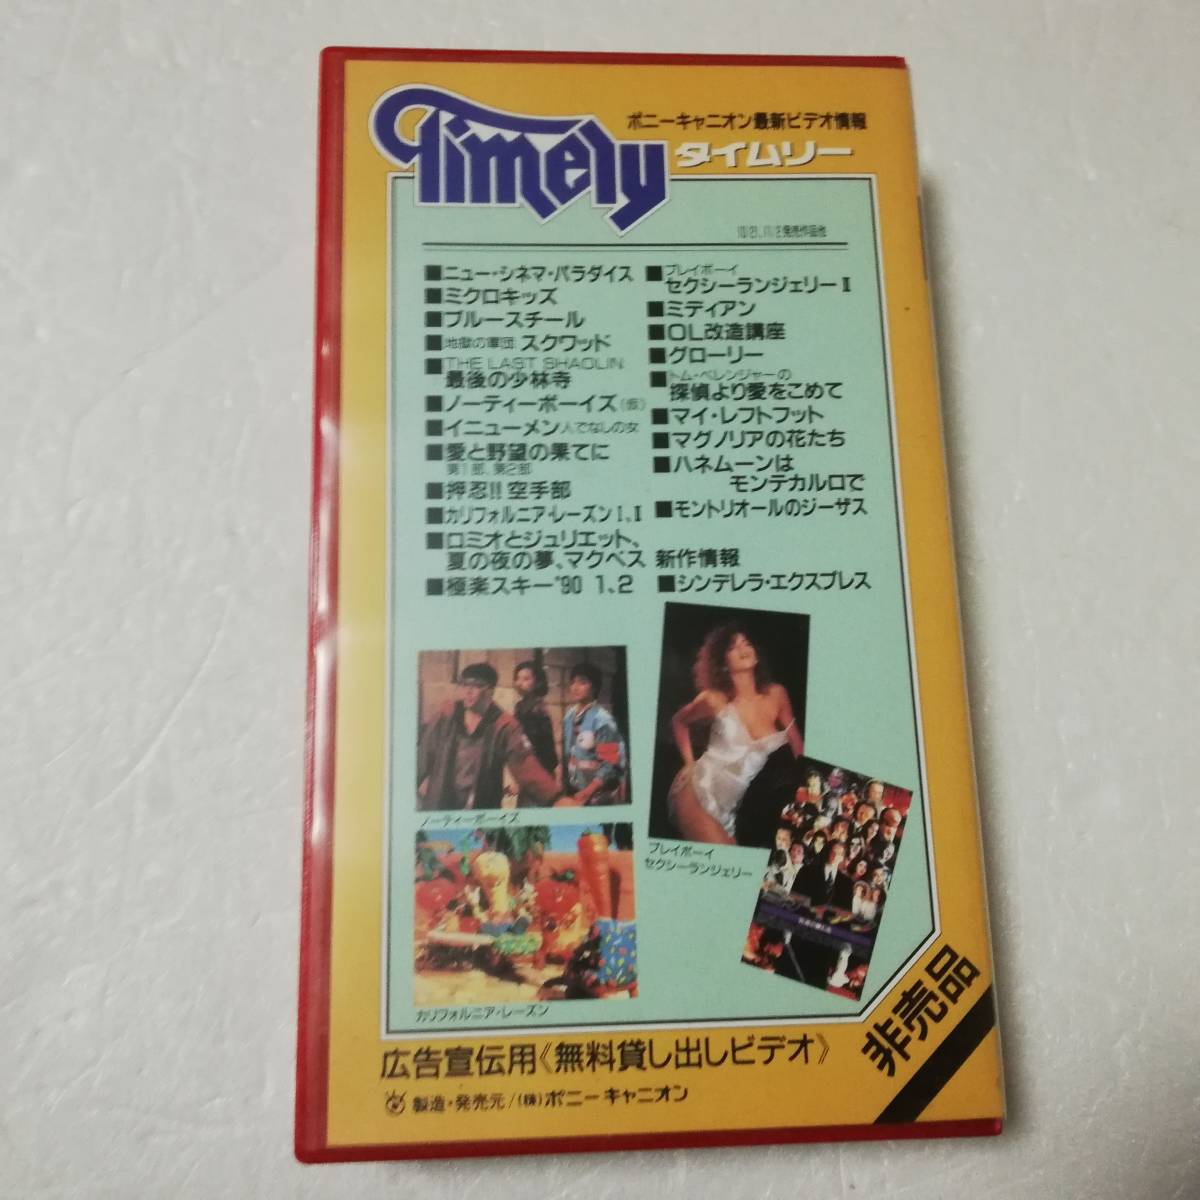 Timely
ポニーキャニオン最新ビデオ情報
タイムリー
10/21、11/2発売作品他
■ニュー・シネマ・パラダイス
■ミクロキッズ
■ブルースチール
■地獄の軍団 スクワッド
■THE LAST SHAOLIN
最後の少林寺
■ノーティーボーイズ(仮)
■イニューメン人でなしの女
■愛と野望の果てに
第1部、第2部
■押忍!!空手部
■カリフォルニア・レーズンⅠ、Ⅱ
■ロミオとジュリエット、
夏の夜の夢、マクベス
■極楽スキー'90 1、2
■プレイボーイ
セクシーランジェリーⅡ
■ミディアン
■OL改造講座
■グローリー
■トム・ベレンジャーの
探偵より愛をこめて
■マイ・レフトフット
■マグノリアの花たち
■ハネムーンは
モンテカルロで
■モントリオールのジーザス
新作情報
■シンデレラ・エクスプレス
ノーティーボーイズ
プレイボーイ
セクシーランジェリー
カリフォルニア・レーズン
非売品
広告宣伝用《無料貸し出しビデオ》
製造・発売元/(株)ポニーキャニオン